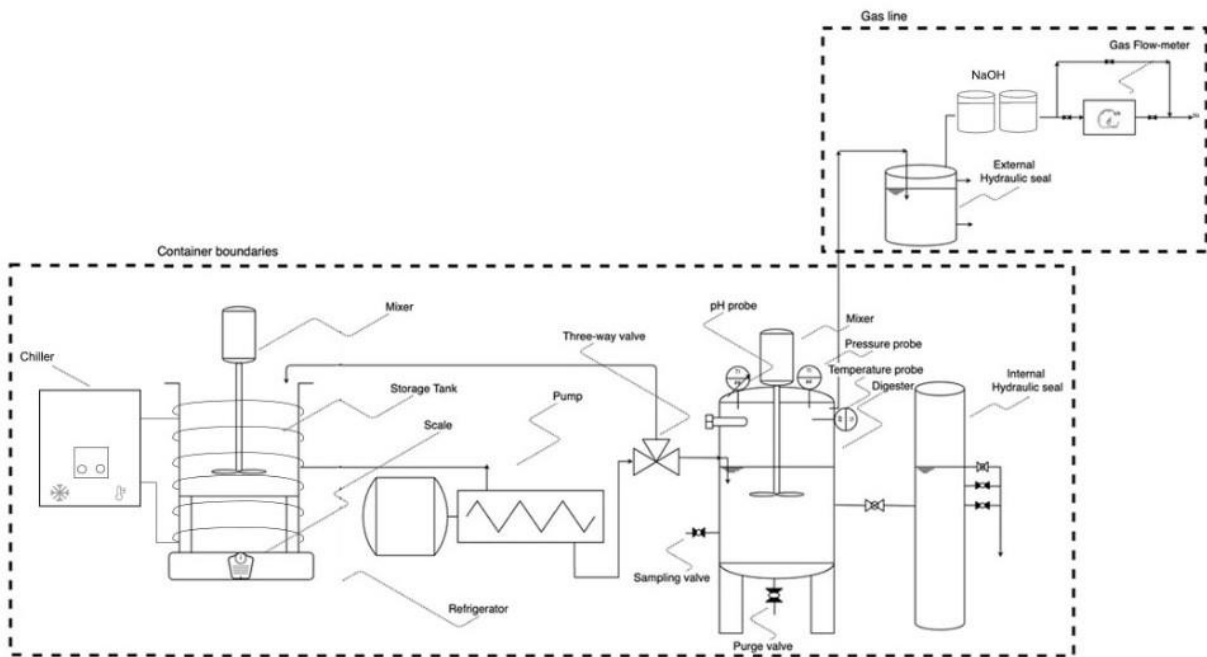 Gas line
Gas Flow-meter
NaOH
External
Hydraulic seal
Container boundaries
Mixer
pH probe
Mixer
Three-way valve
Pressure probe
Chiller
Temperature probe
Digester
Internal
Hydraulic seal
Storage Tank
Pump
Scale
Sampling valve
Refrigerator
Purge valve